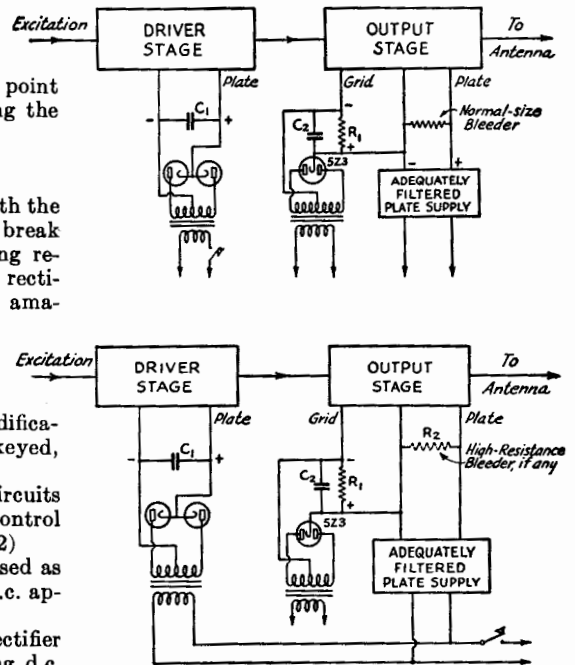 Excitation
DRIVER
STAGE
OUTPUT
STAGE
To
Antenna
Plate
Grid
Plate
- C₁ +
-
C₂
R₁
+
5Z3
Normal-size
Bleeder
- +
ADEQUATELY
FILTERED
PLATE SUPPLY
point
g the
th the
break
ng re-
recti-
ama-
Excitation
DRIVER
STAGE
OUTPUT
STAGE
To
Antenna
Plate
Grid
Plate
- C₁ +
-
C₂
R₁
+
5Z3
R₂
High-Resistance
Bleeder, if any
ADEQUATELY
FILTERED
PLATE SUPPLY
difica-
keyed,
ircuits
ontrol
2)
sed as
.c. ap-
ectifier
ng d.c.